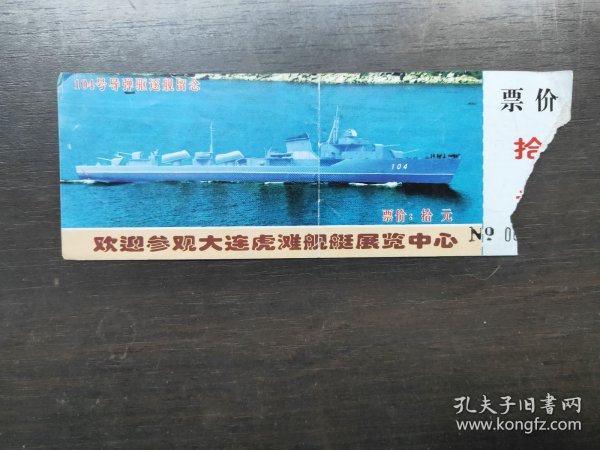 104号导弹驱逐舰留念
104
票价：拾元
欢迎参观大连虎滩舰艇展览中心
票价
拾
№ 0
孔夫子旧书网
www.kongfz.com